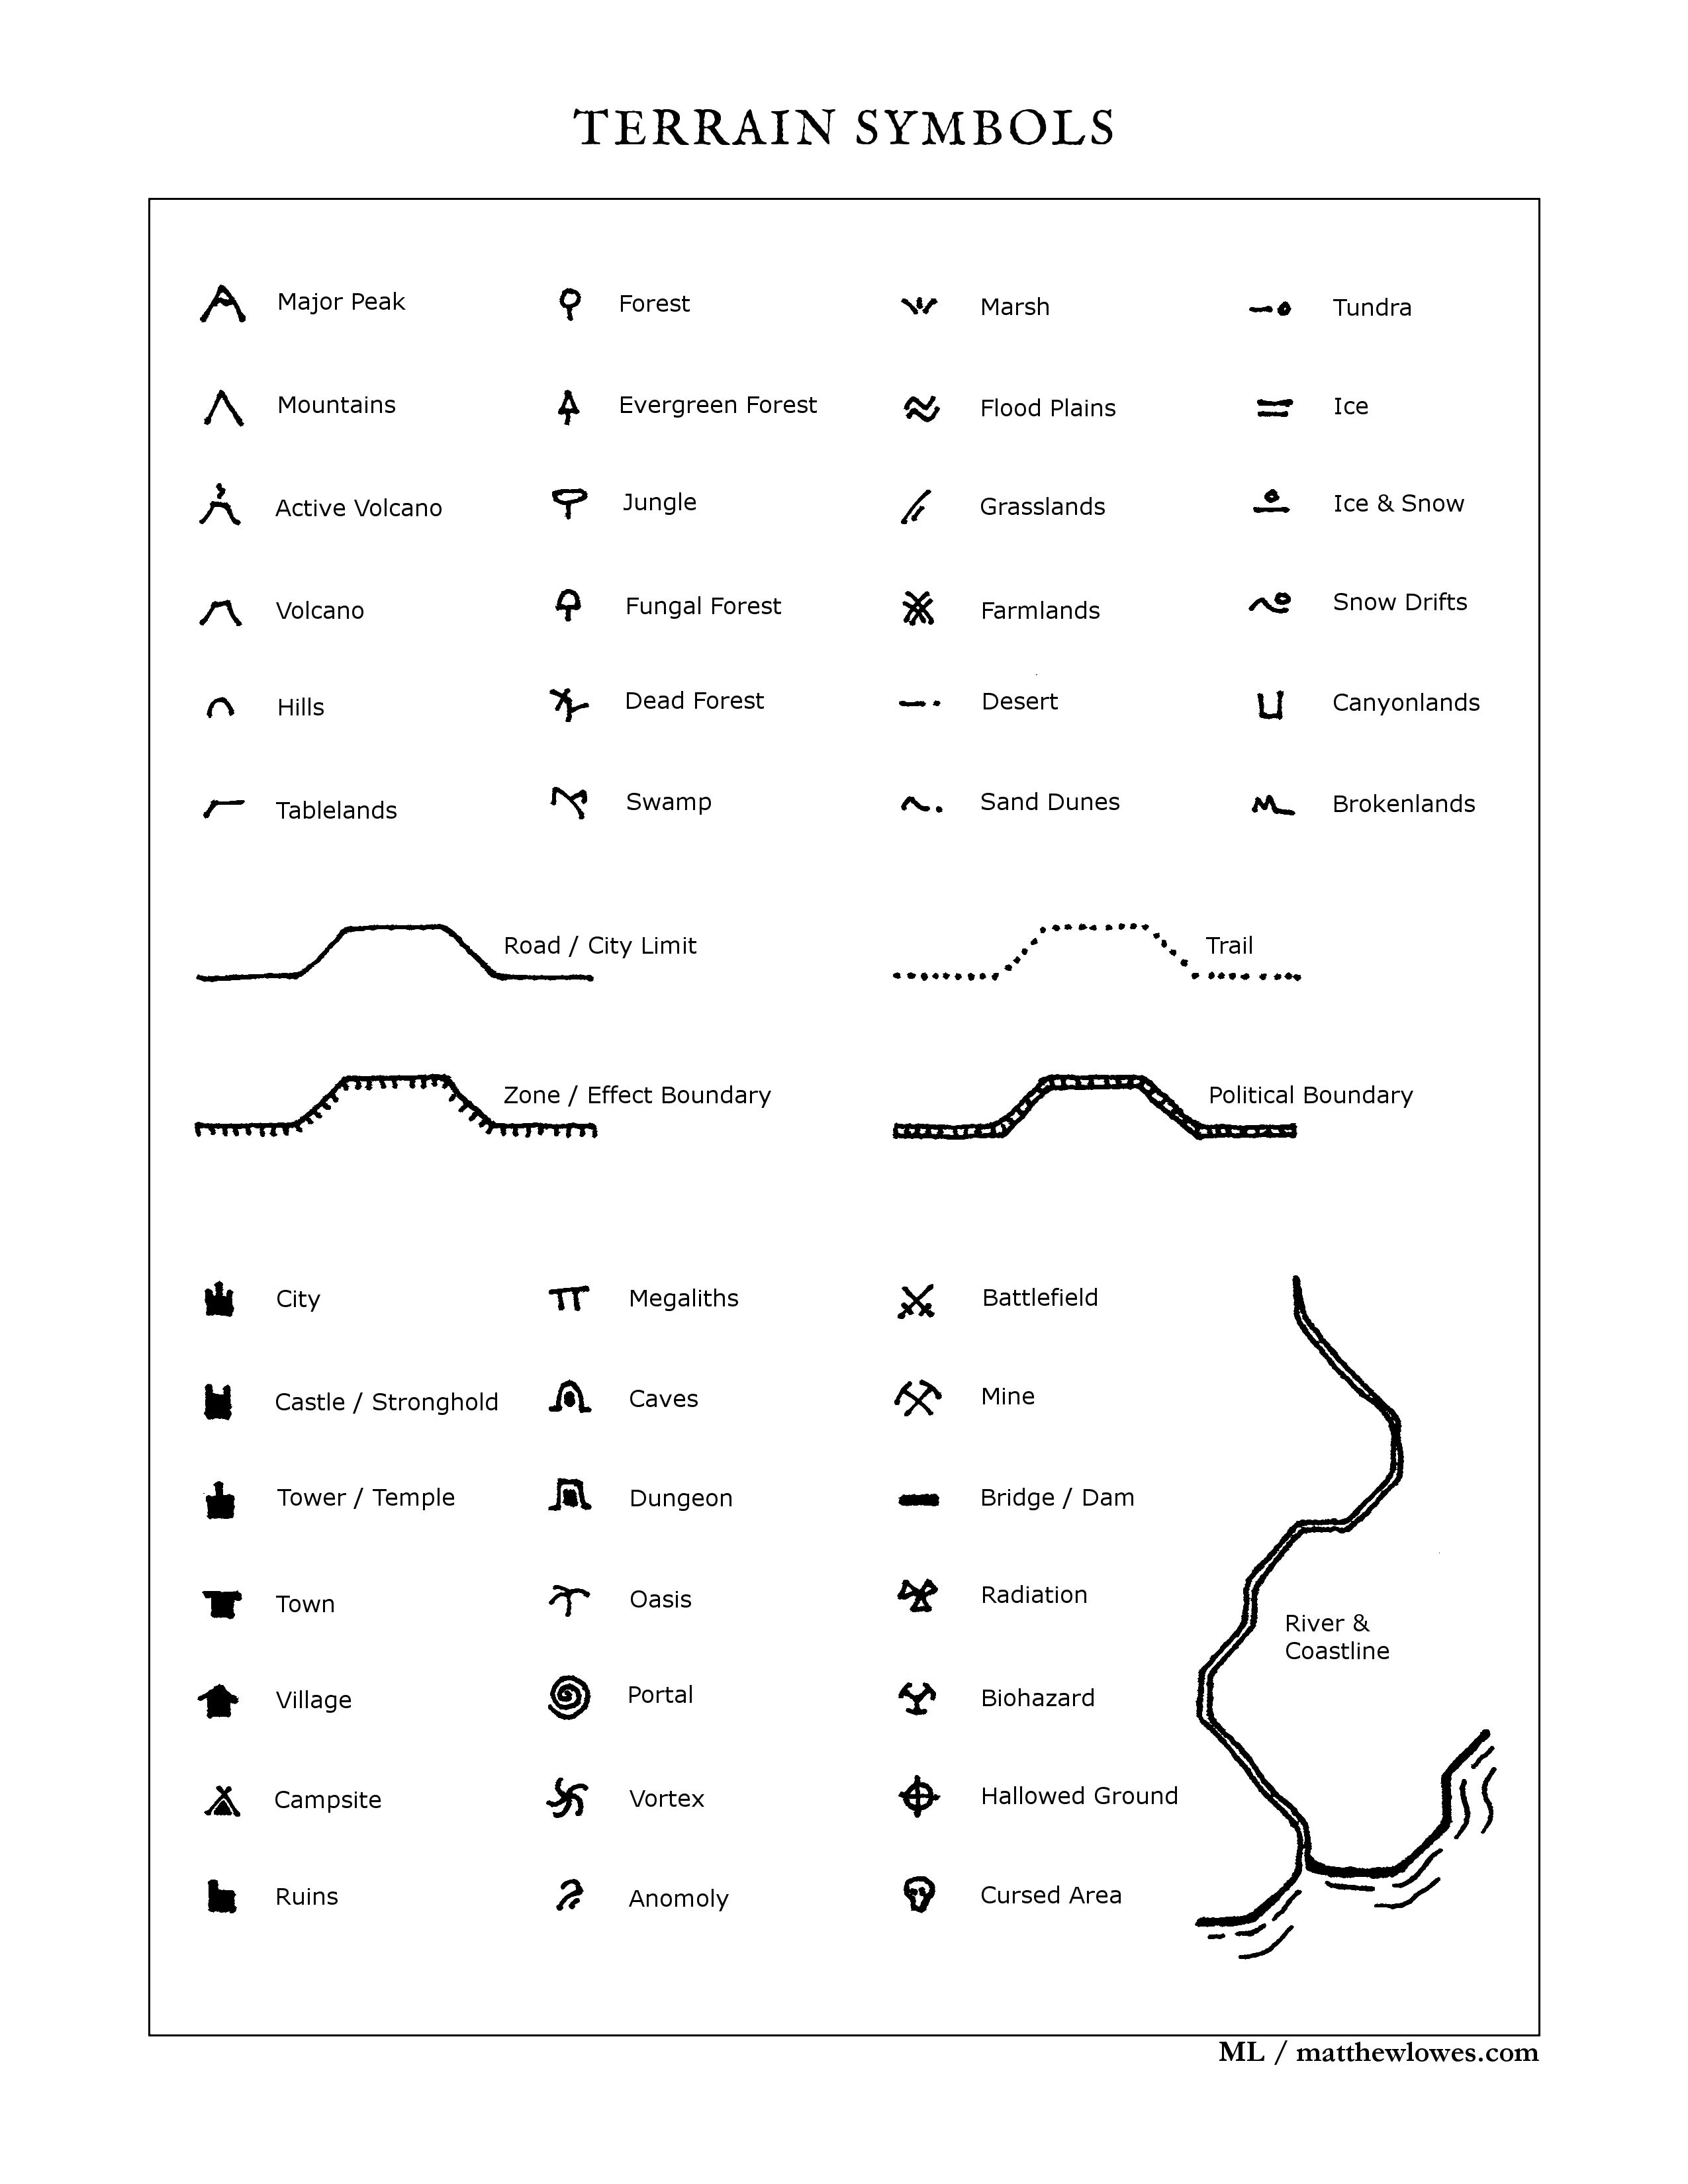 TERRAIN SYMBOLS
Major Peak
Forest
Marsh
Tundra
Mountains
Evergreen Forest
Flood Plains
Ice
Active Volcano
Jungle
Grasslands
Ice & Snow
Volcano
Fungal Forest
Farmlands
Snow Drifts
Hills
Dead Forest
Desert
Canyonlands
Tablelands
Swamp
Sand Dunes
Brokenlands
Road / City Limit
Trail
Zone / Effect Boundary
Political Boundary
City
Megaliths
Battlefield
Castle / Stronghold
Caves
Mine
Tower / Temple
Dungeon
Bridge / Dam
Town
Oasis
Radiation
River &
Coastline
Village
Portal
Biohazard
Campsite
Vortex
Hallowed Ground
Ruins
Anomoly
Cursed Area
ML / matthewlowes.com